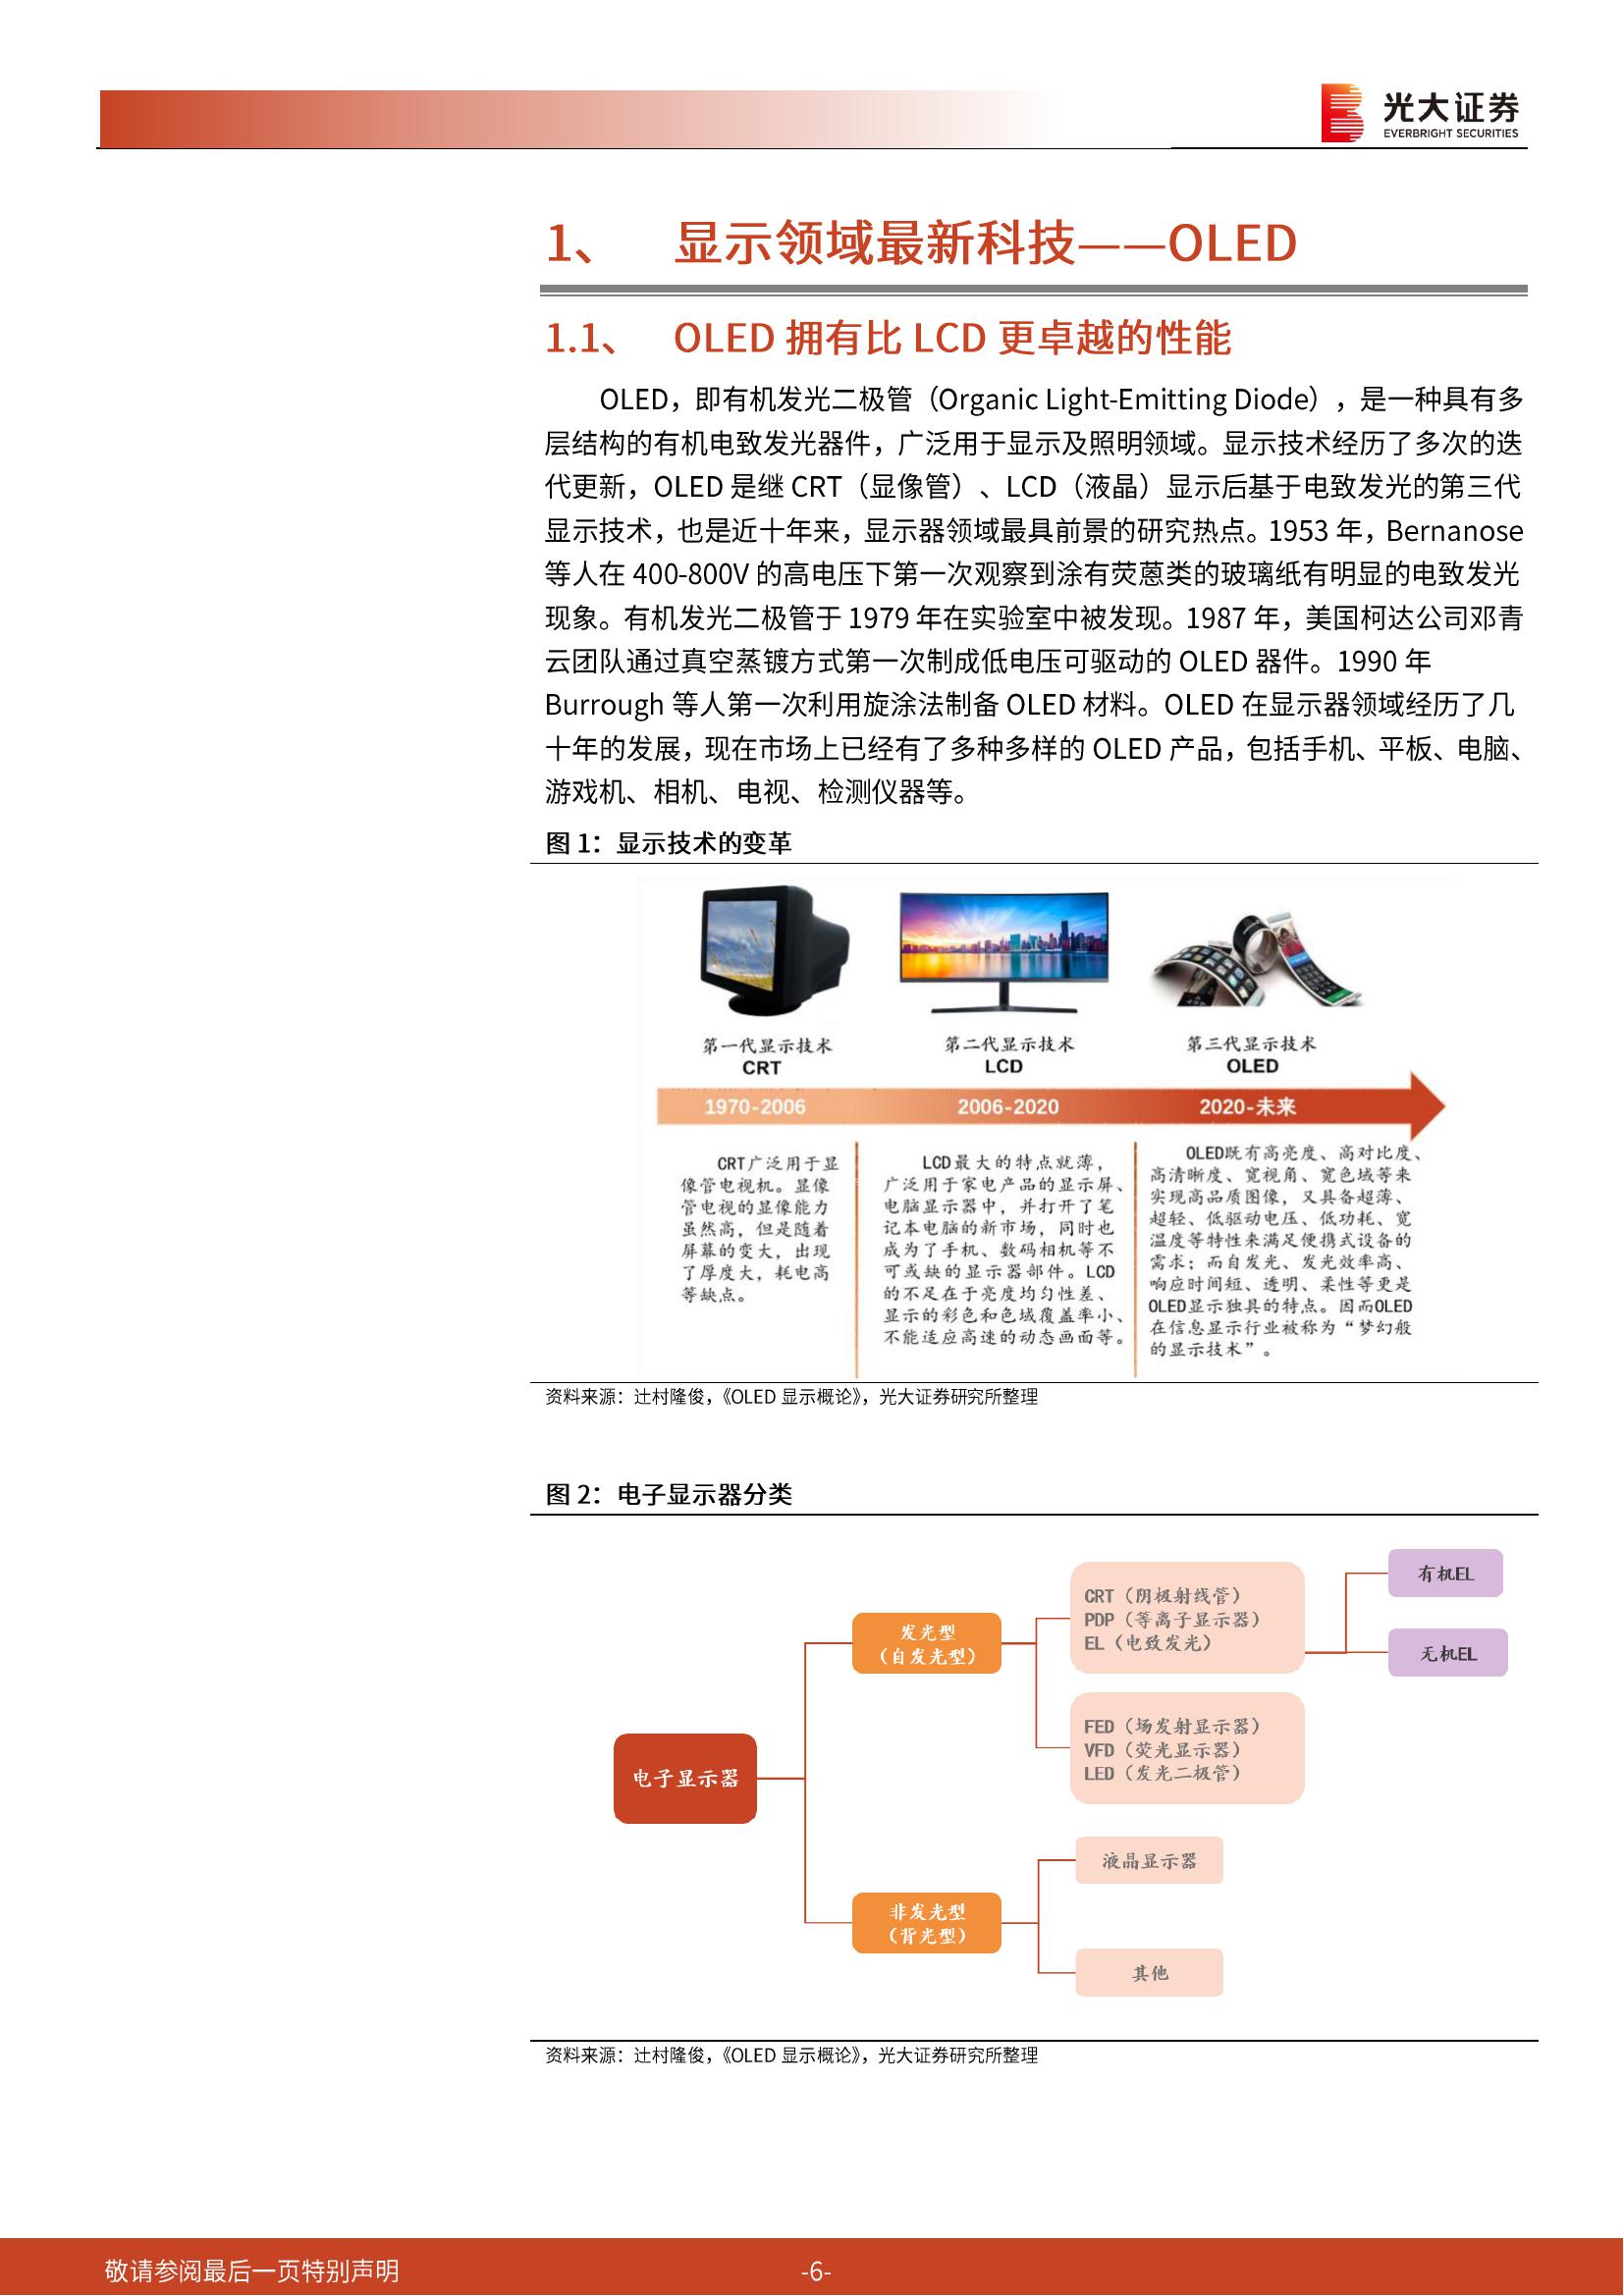 光大证券
EVERBRIGHT SECURITIES
1、 显示领域最新科技——OLED
1.1、 OLED 拥有比 LCD 更卓越的性能
OLED，即有机发光二极管（Organic Light-Emitting Diode），是一种具有多
层结构的有机电致发光器件，广泛用于显示及照明领域。显示技术经历了多次的迭
代更新，OLED 是继 CRT（显像管）、LCD（液晶）显示后基于电致发光的第三代
显示技术，也是近十年来，显示器领域最具前景的研究热点。1953 年，Bernanose
等人在 400-800V 的高电压下第一次观察到涂有荧蒽类的玻璃纸有明显的电致发光
现象。有机发光二极管于 1979 年在实验室中被发现。1987 年，美国柯达公司邓青
云团队通过真空蒸镀方式第一次制成低电压可驱动的 OLED 器件。1990 年
Burrough 等人第一次利用旋涂法制备 OLED 材料。OLED 在显示器领域经历了几
十年的发展，现在市场上已经有了多种多样的 OLED 产品，包括手机、平板、电脑、
游戏机、相机、电视、检测仪器等。
图 1：显示技术的变革
第一代显示技术
CRT
第二代显示技术
LCD
第三代显示技术
OLED
1970-2006
2006-2020
2020-未来
CRT广泛用于显
像管电视机。显像
管电视的显像能力
虽然高，但是随着
屏幕的变大，出现
了厚度大，耗电高
等缺点。
LCD最大的特点就薄，
广泛用于家电产品的显示屏、
电脑显示器中，并打开了笔
记本电脑的新市场，同时也
成为了手机、数码相机等不
可或缺的显示器部件。LCD
的不足在于亮度均匀性差、
显示的彩色和色域覆盖率小、
不能适应高速的动态画面等。
OLED既有高亮度、高对比度、
高清晰度、宽视角、宽色域等来
实现高品质图像，又具备超薄、
超轻、低驱动电压、低功耗、宽
温度等特性来满足便携式设备的
需求；而自发光、发光效率高、
响应时间短、透明、柔性等更是
OLED显示独具的特点。因而OLED
在信息显示行业被称为“梦幻般
的显示技术”。
资料来源：辻村隆俊，《OLED 显示概论》，光大证券研究所整理
图 2：电子显示器分类
电子显示器
发光型
（自发光型）
CRT（阴极射线管）
PDP（等离子显示器）
EL（电致发光）
有机EL
无机EL
FED（场发射显示器）
VFD（荧光显示器）
LED（发光二极管）
非发光型
（背光型）
液晶显示器
其他
资料来源：辻村隆俊，《OLED 显示概论》，光大证券研究所整理
敬请参阅最后一页特别声明
-6-